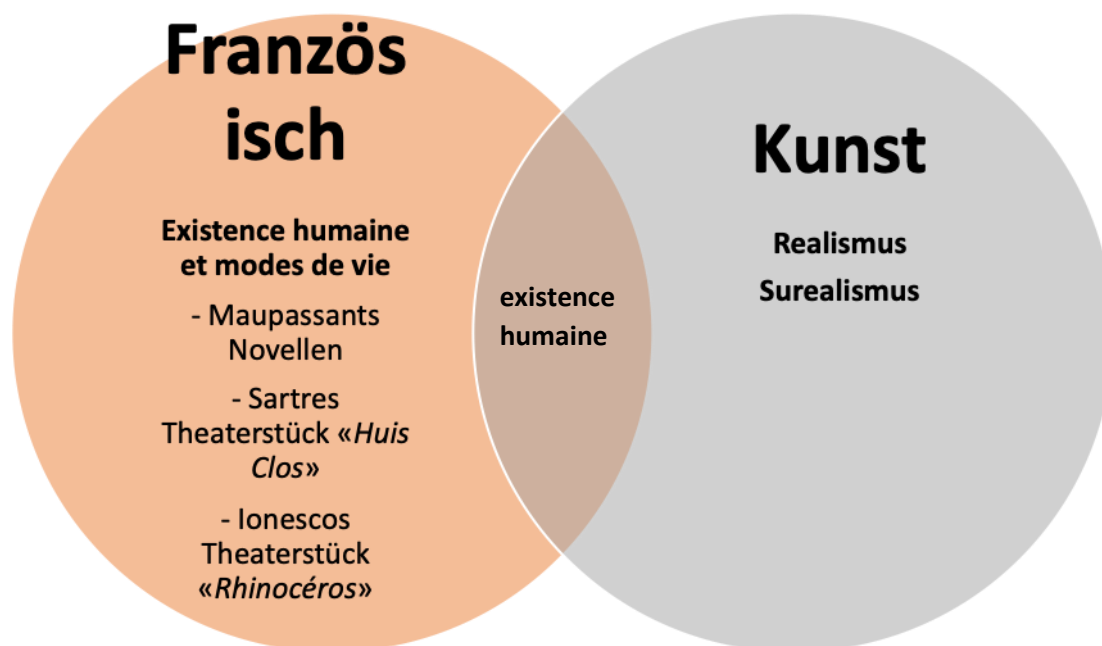 Französ
isch
Existence humaine
et modes de vie
- Maupassants
Novellen
- Sartres
Theaterstück «Huis
Clos»
- Ionescos
Theaterstück
«Rhinocéros»
existence
humaine
Kunst
Realismus
Surealismus